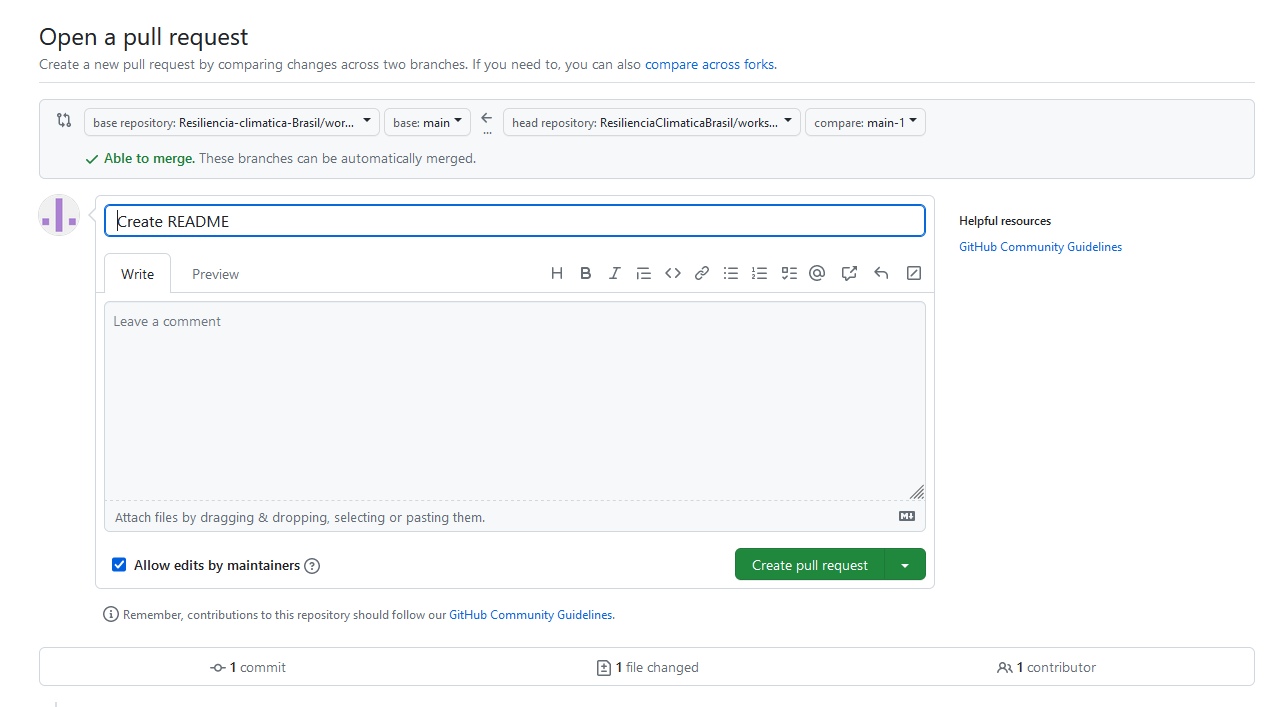 Open a pull request
Create a new pull request by comparing changes across two branches. If you need to, you can also compare across forks.
base repository: Resiliencia-climatica-Brasil/wor... base: main ... head repository: ResilienciaClimaticaBrasil/works... compare: main-1
Able to merge. These branches can be automatically merged.
Create README
Helpful resources
GitHub Community Guidelines
Write Preview
Leave a comment
Attach files by dragging & dropping, selecting or pasting them.
Allow edits by maintainers
Create pull request
Remember, contributions to this repository should follow our GitHub Community Guidelines.
1 commit 1 file changed 1 contributor